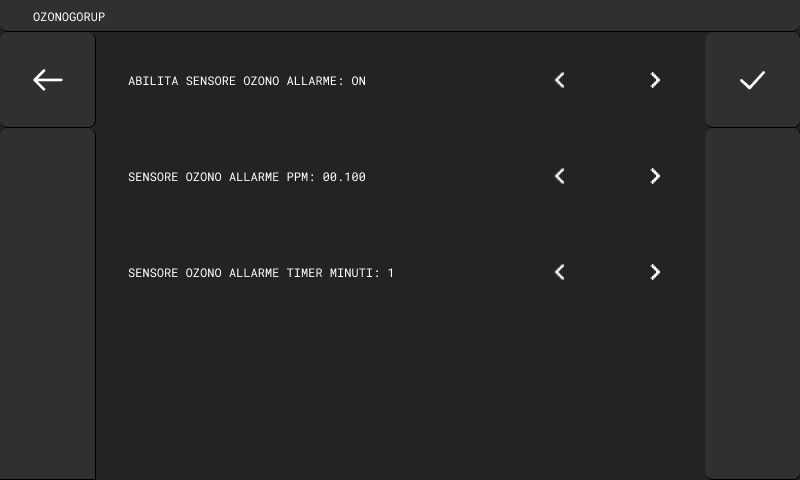 OZONOGORUP
ABILITA SENSORE OZONO ALLARME: ON
SENSORE OZONO ALLARME PPM: 00.100
SENSORE OZONO ALLARME TIMER MINUTI: 1